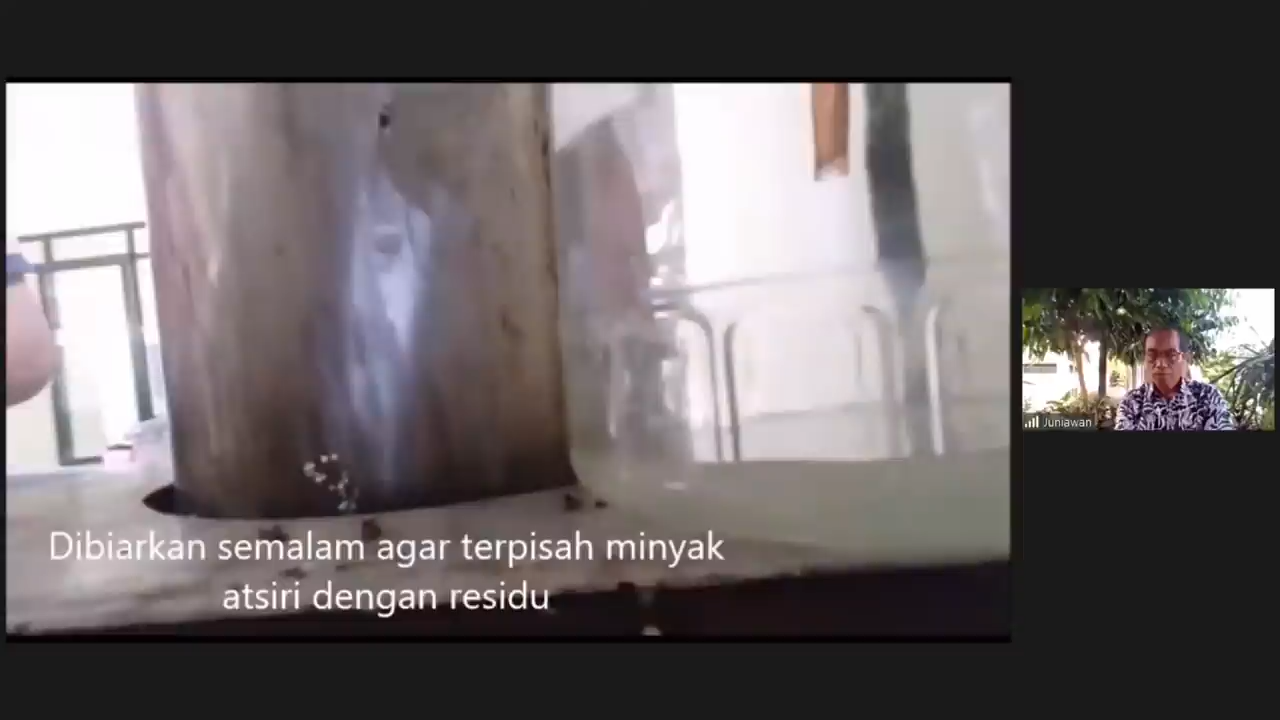 Dibiarkan semalam agar terpisah minyak
atsiri dengan residu
Juniawan